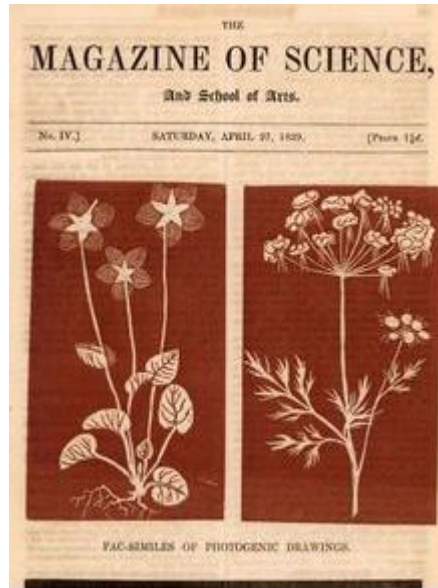 THE
MAGAZINE OF SCIENCE,
And School of Arts.
No. IV.] SATURDAY, APRIL 27, 1839. [PRICE 1½d.
FAC-SIMILES OF PHOTOGENIC DRAWINGS.